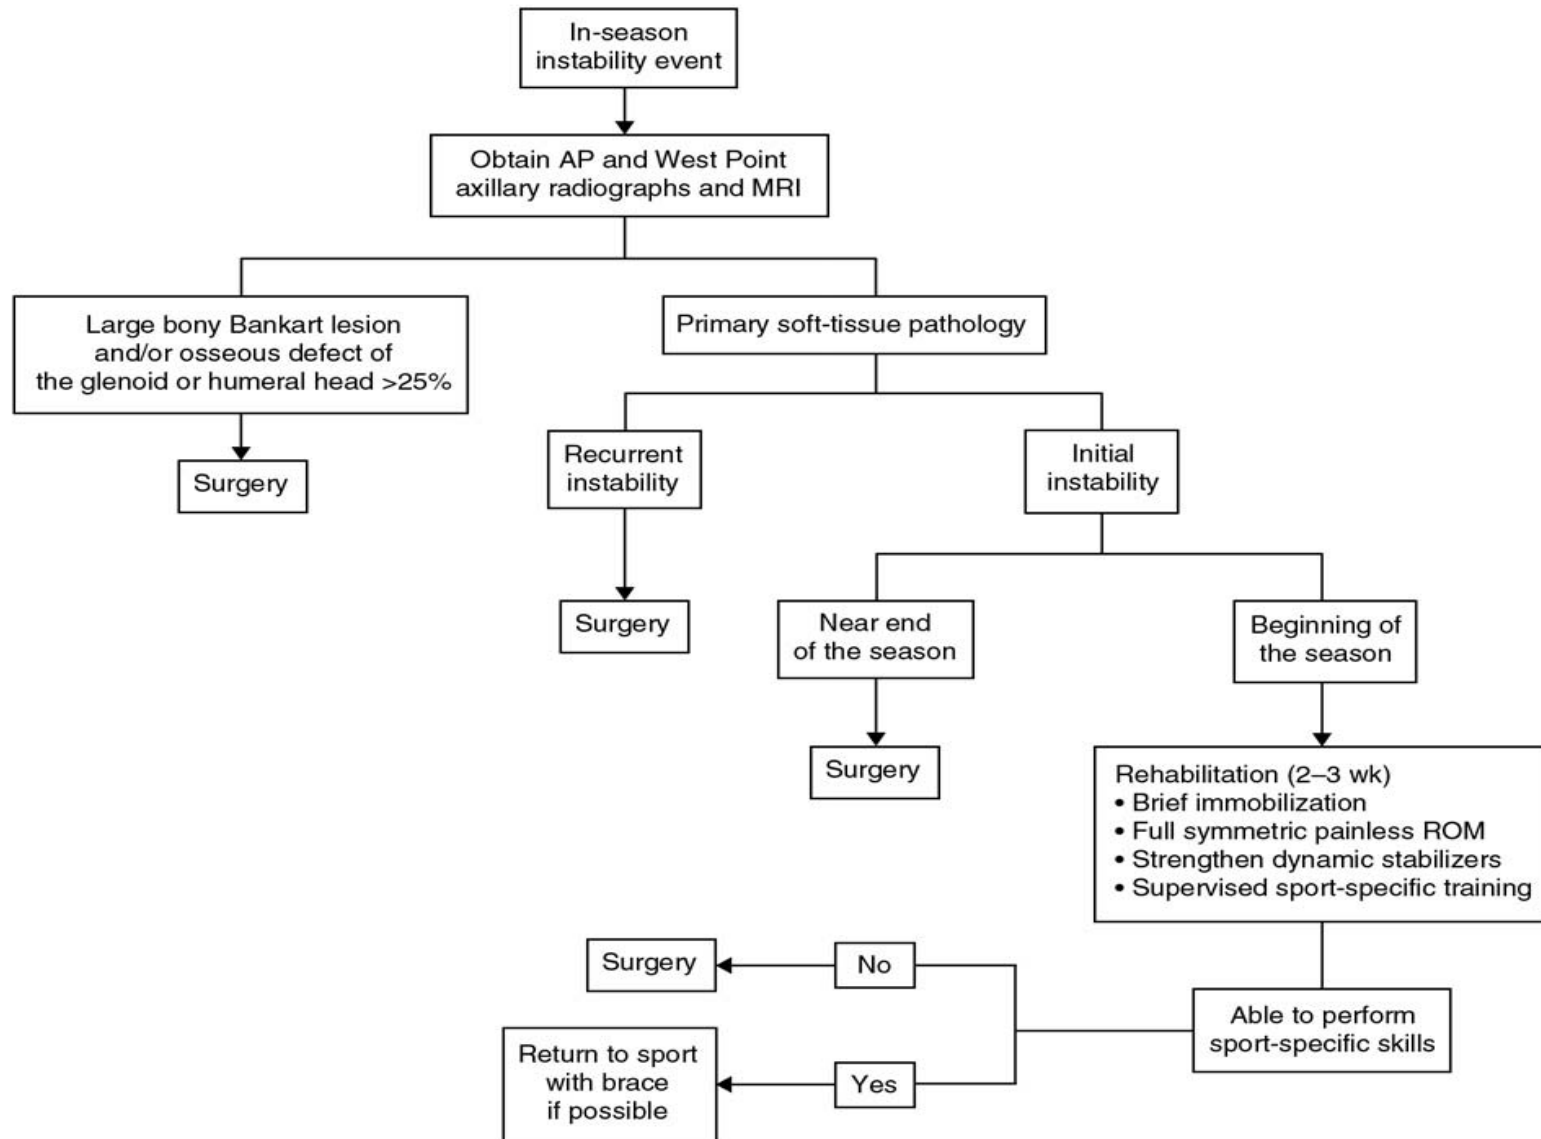 In-season
instability event
Obtain AP and West Point
axillary radiographs and MRI
Large bony Bankart lesion
and/or osseous defect of
the glenoid or humeral head >25%
Surgery
Primary soft-tissue pathology
Recurrent
instability
Surgery
Initial
instability
Near end
of the season
Surgery
Beginning of
the season
Rehabilitation (2–3 wk)
• Brief immobilization
• Full symmetric painless ROM
• Strengthen dynamic stabilizers
• Supervised sport-specific training
Able to perform
sport-specific skills
No
Surgery
Yes
Return to sport
with brace
if possible